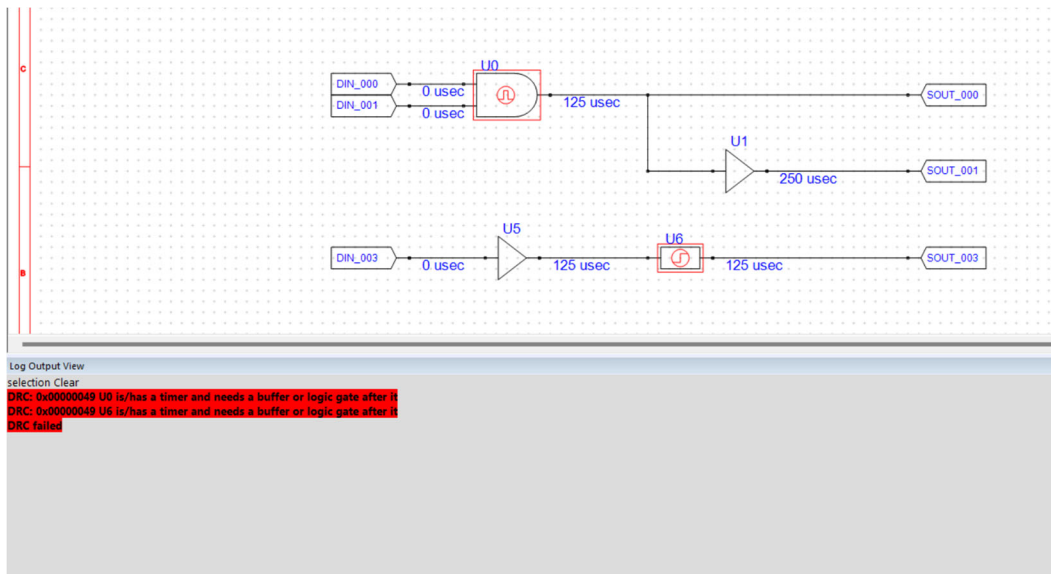 C
U0
DIN_000
0 usec
125 usec
SOUT_000
DIN_001
0 usec
U1
250 usec
SOUT_001
U5
U6
DIN_003
0 usec
125 usec
125 usec
SOUT_003
B
Log Output View
selection Clear
DRC: 0x00000049 U0 is/has a timer and needs a buffer or logic gate after it
DRC: 0x00000049 U6 is/has a timer and needs a buffer or logic gate after it
DRC failed